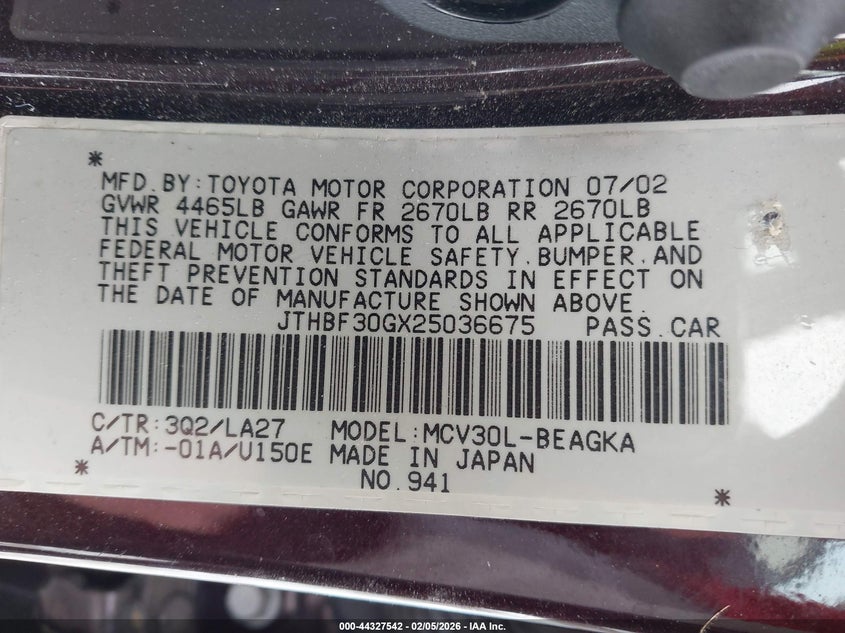 *
MFD.BY:TOYOTA MOTOR CORPORATION 07/02
GVWR 4465LB GAWR FR 2670LB RR 2670LB
THIS VEHICLE CONFORMS TO ALL APPLICABLE
FEDERAL MOTOR VEHICLE SAFETY.BUMPER.AND
THEFT PREVENTION STANDARDS IN EFFECT ON
THE DATE OF MANUFACTURE SHOWN ABOVE.
JTHBF30GX25036675 PASS.CAR
C/TR:3Q2/LA27 MODEL:MCV30L-BEAGKA
A/TM:-01A/U150E MADE IN JAPAN
* NO.941 *
000-44327542 - 02/05/2026 - IAA Inc.